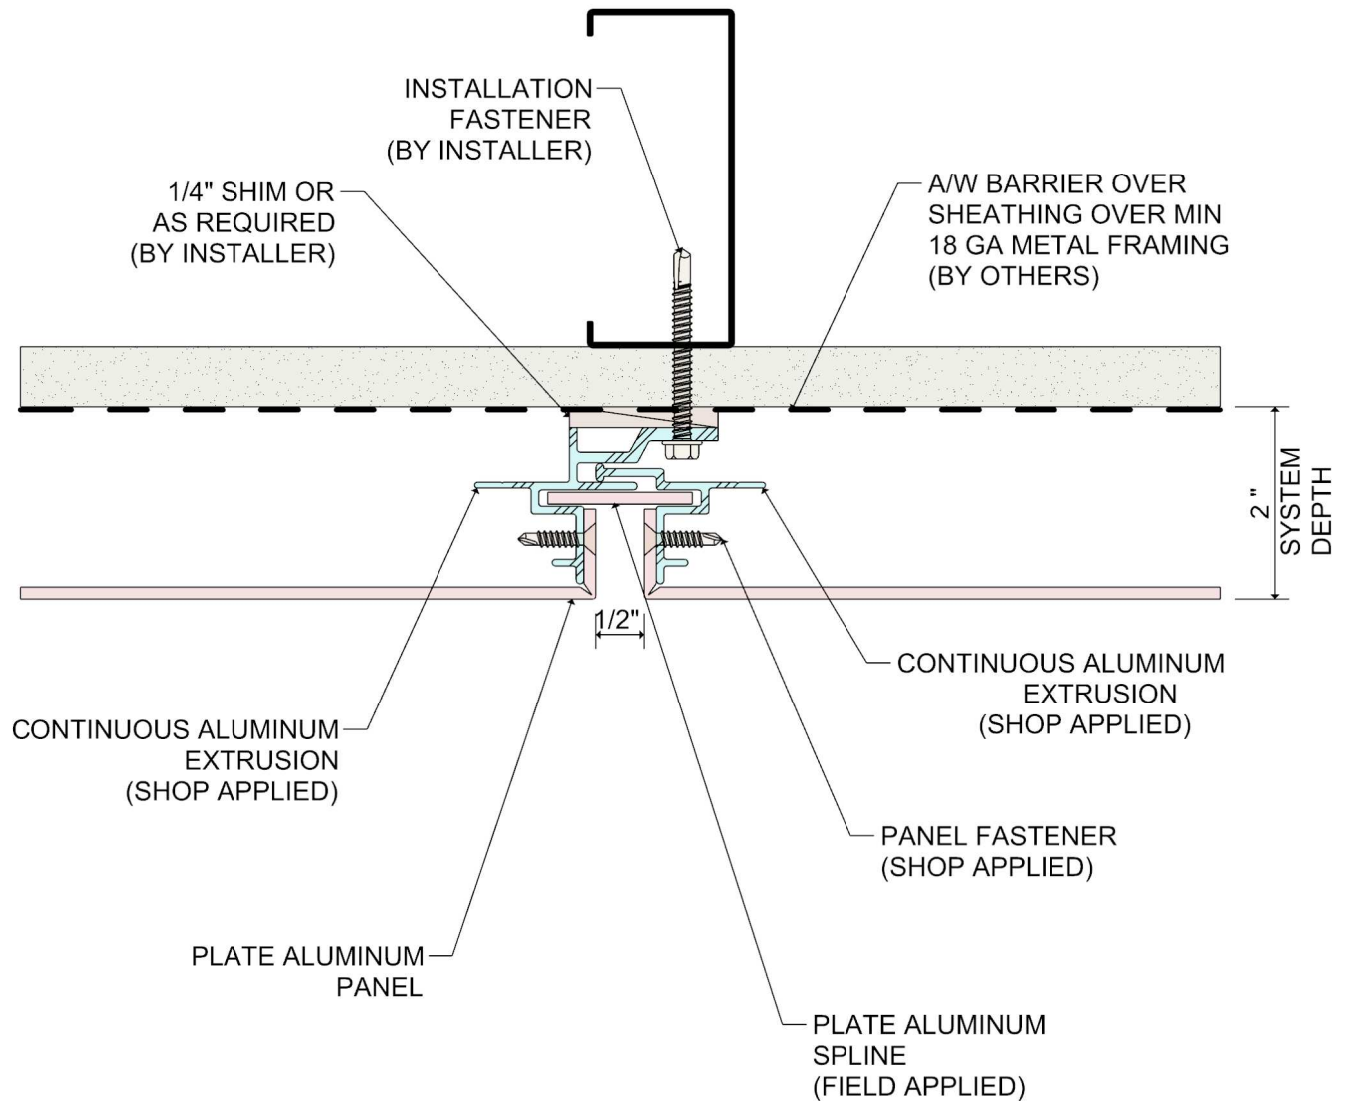 INSTALLATION
FASTENER
(BY INSTALLER)
1/4" SHIM OR
AS REQUIRED
(BY INSTALLER)
A/W BARRIER OVER
SHEATHING OVER MIN
18 GA METAL FRAMING
(BY OTHERS)
2"
SYSTEM
DEPTH
1/2"
CONTINUOUS ALUMINUM
EXTRUSION
(SHOP APPLIED)
CONTINUOUS ALUMINUM
EXTRUSION
(SHOP APPLIED)
PANEL FASTENER
(SHOP APPLIED)
PLATE ALUMINUM
PANEL
PLATE ALUMINUM
SPLINE
(FIELD APPLIED)